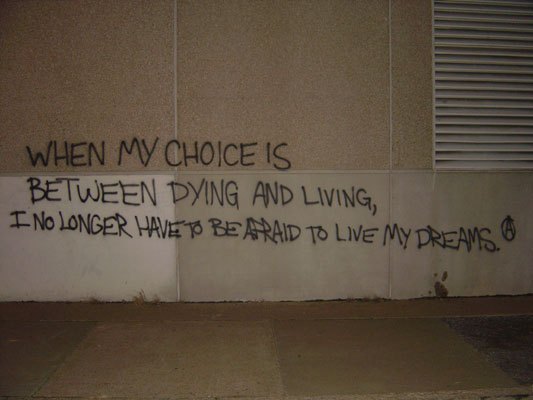 WHEN MY CHOICE IS
BETWEEN DYING AND LIVING,
I NO LONGER HAVE TO BE AFRAID TO LIVE MY DREAMS. Ⓐ